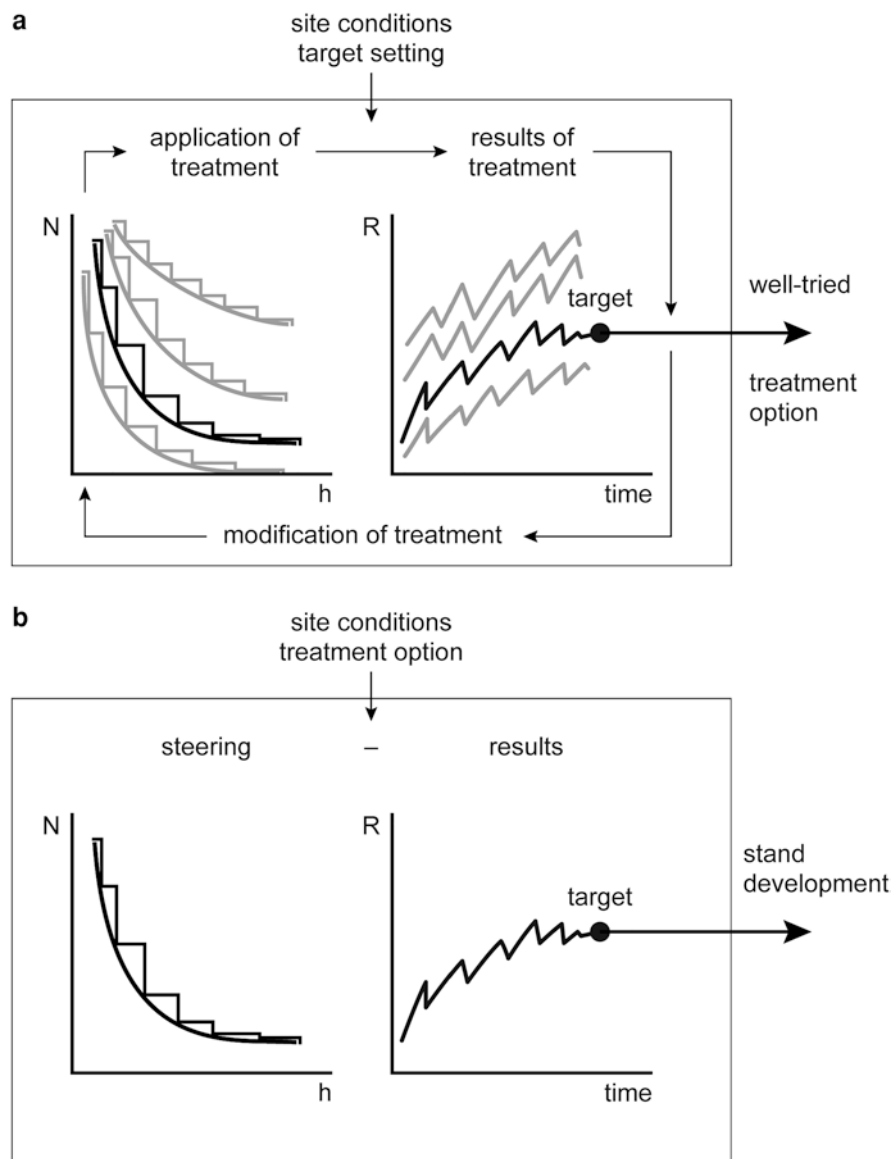 a
site conditions
target setting
application of
treatment
results of
treatment
N
R
target
well-tried
treatment
option
h
time
modification of treatment
b
site conditions
treatment option
steering
–
results
N
R
target
stand
development
h
time